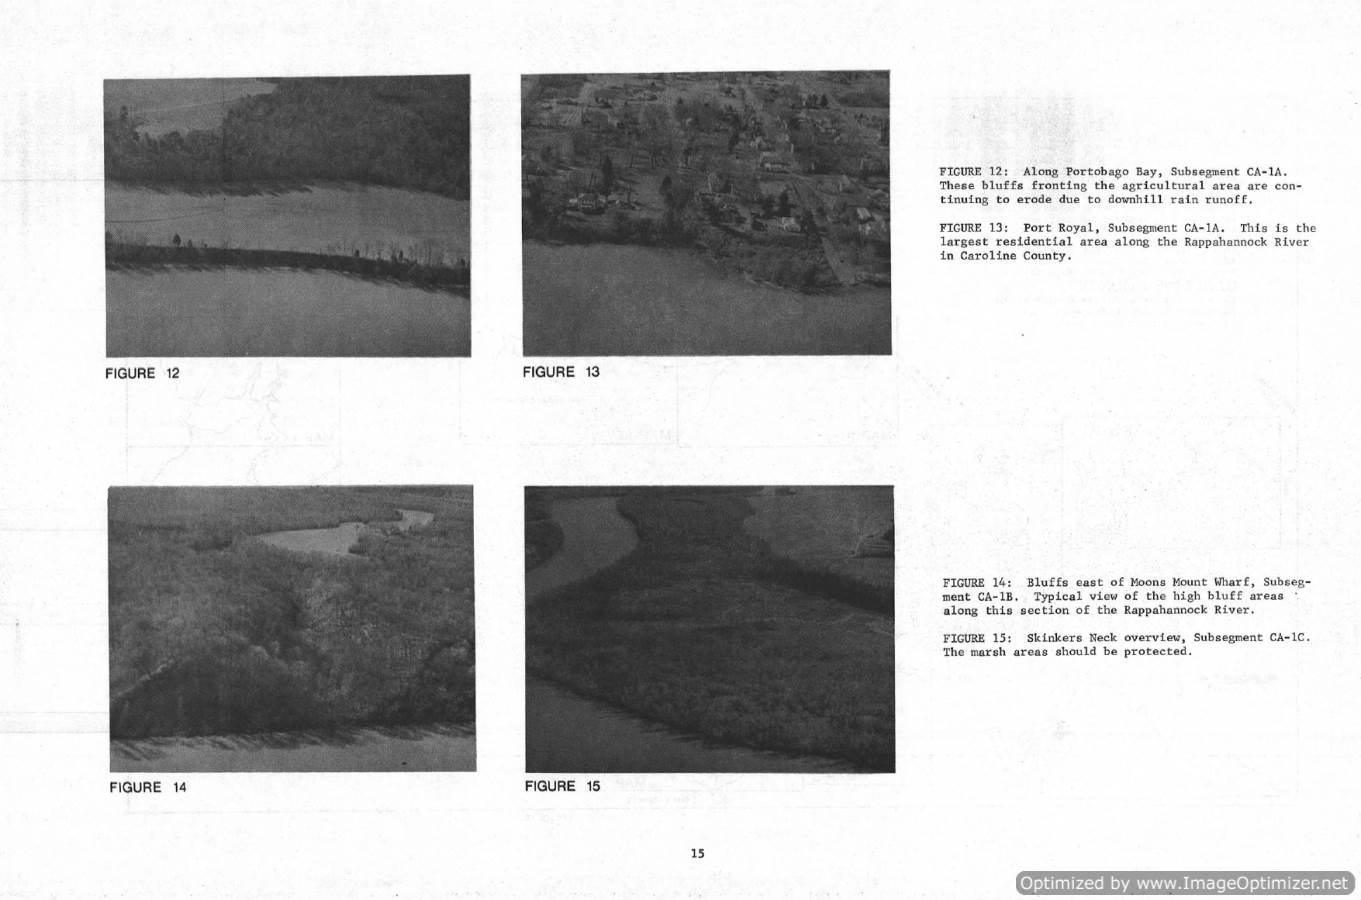 FIGURE 12
FIGURE 13
FIGURE 12: Along Portobago Bay, Subsegment CA-1A.
These bluffs fronting the agricultural area are con-
tinuing to erode due to downhill rain runoff.
FIGURE 13: Port Royal, Subsegment CA-1A. This is the
largest residential area along the Rappahannock River
in Caroline County.
FIGURE 14
FIGURE 15
FIGURE 14: Bluffs east of Moons Mount Wharf, Subseg-
ment CA-1B. Typical view of the high bluff areas
along this section of the Rappahannock River.
FIGURE 15: Skinkers Neck overview, Subsegment CA-1C.
The marsh areas should be protected.
15
Optimized by www.ImageOptimizer.net